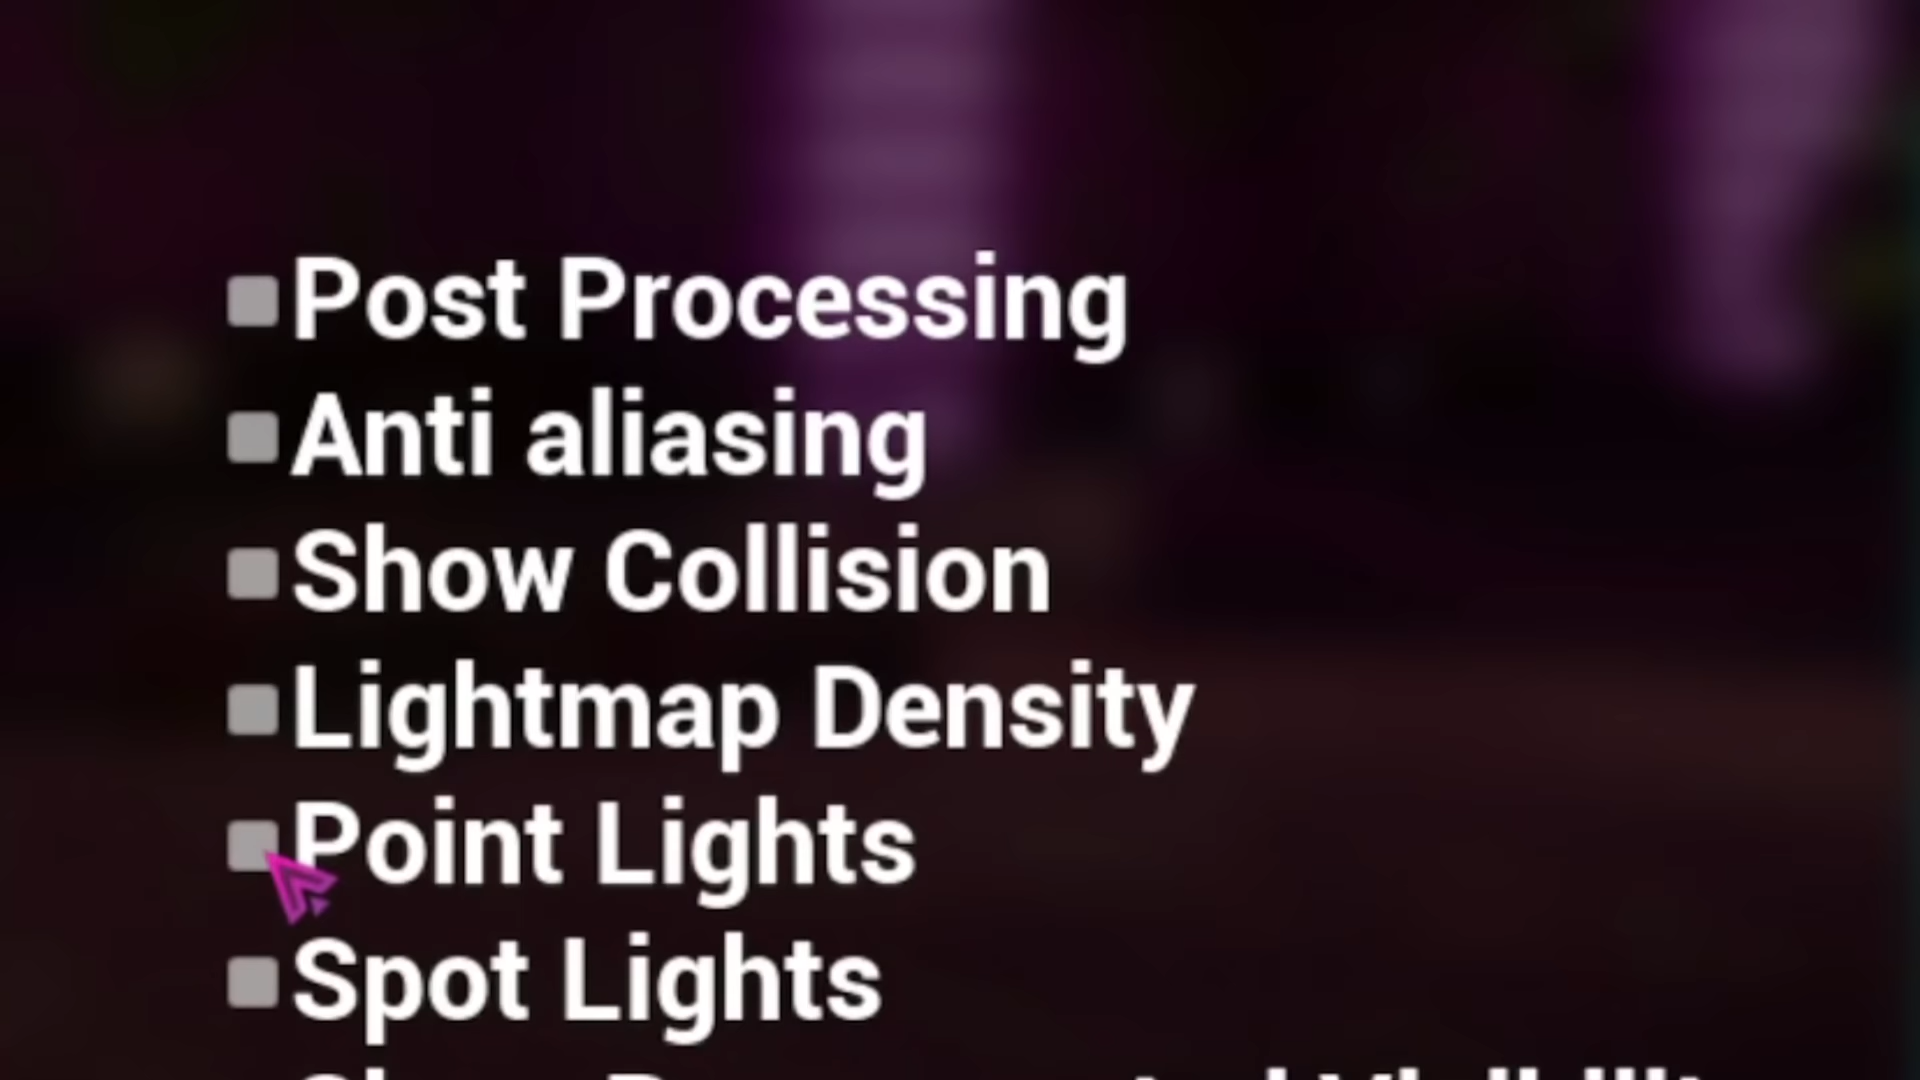 Post Processing
Anti aliasing
Show Collision
Lightmap Density
Point Lights
Spot Lights